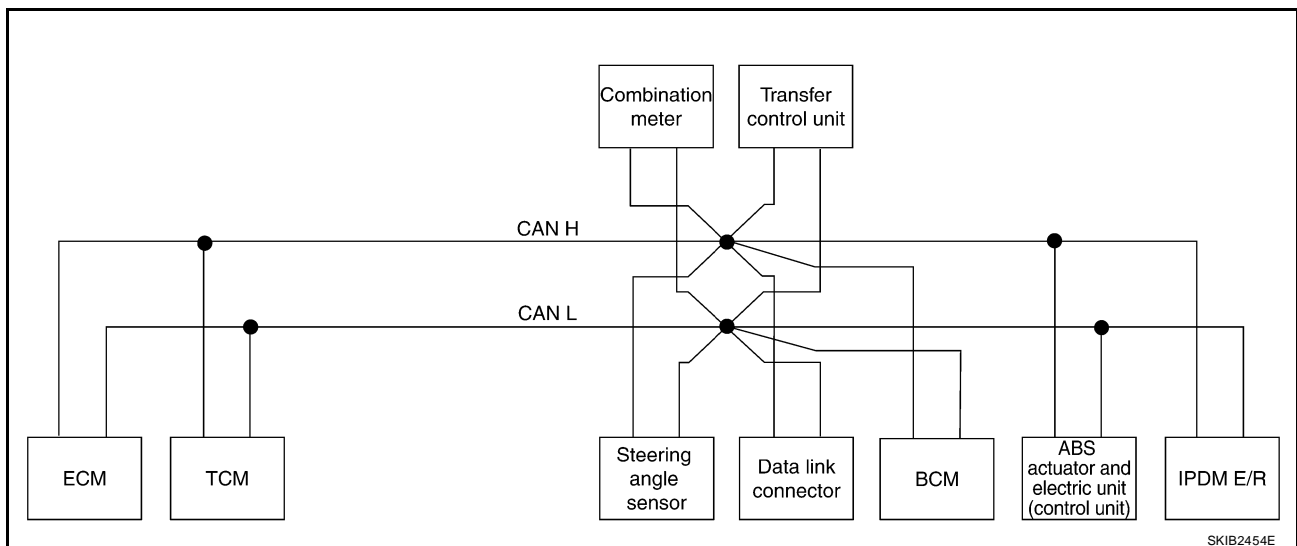 Combination
meter
Transfer
control unit
CAN H
CAN L
ECM
TCM
Steering
angle
sensor
Data link
connector
BCM
ABS
actuator and
electric unit
(control unit)
IPDM E/R
SKIB2454E